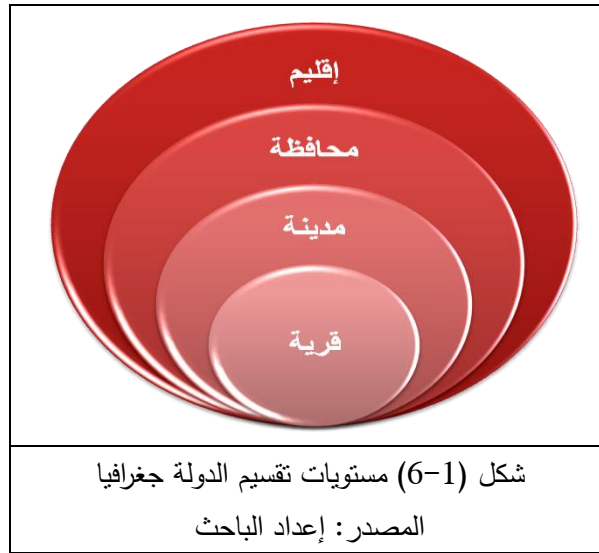 إقليم
محافظة
مدينة
قرية
شكل (1-6) مستويات تقسيم الدولة جغرافيا
المصدر: إعداد الباحث